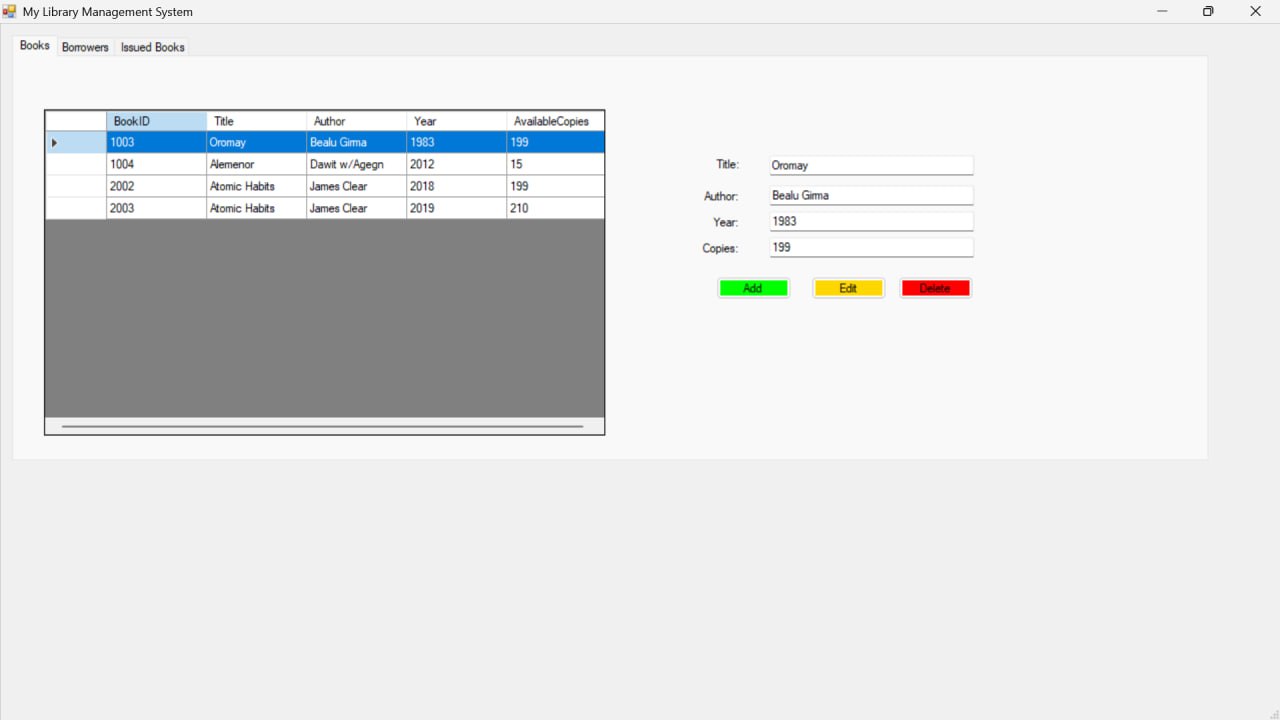 My Library Management System
Books Borrowers Issued Books
BookID Title Author Year AvailableCopies
1003 Oromay Bealu Girma 1983 199
1004 Alemenor Dawit w/Agegn 2012 15
2002 Atomic Habits James Clear 2018 199
2003 Atomic Habits James Clear 2019 210
Title: Oromay
Author: Bealu Girma
Year: 1983
Copies: 199
Add Edit Delete